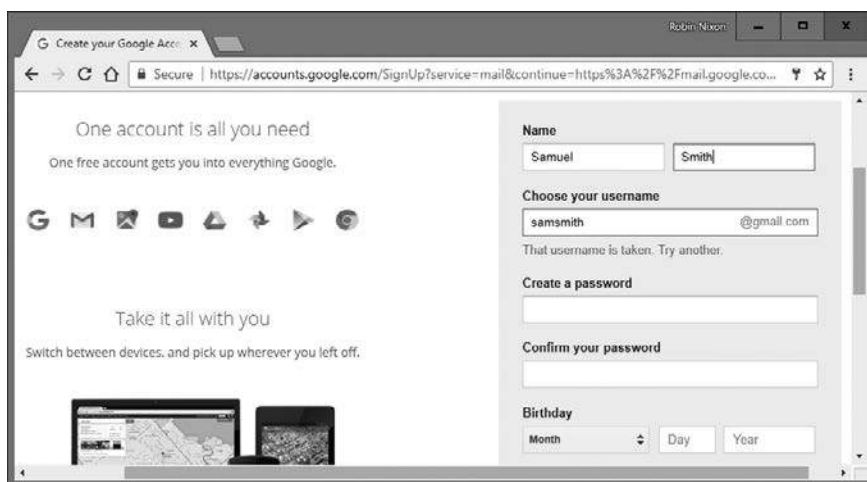 Robin Nixon
Create your Google Acco
Secure | https://accounts.google.com/SignUp?service=mail&continue=https%3A%2F%2Fmail.google.co...
One account is all you need
One free account gets you into everything Google.
Take it all with you
Switch between devices, and pick up wherever you left off.
Name
Samuel Smith
Choose your username
samsmith @gmail.com
That username is taken. Try another.
Create a password
Confirm your password
Birthday
Month Day Year